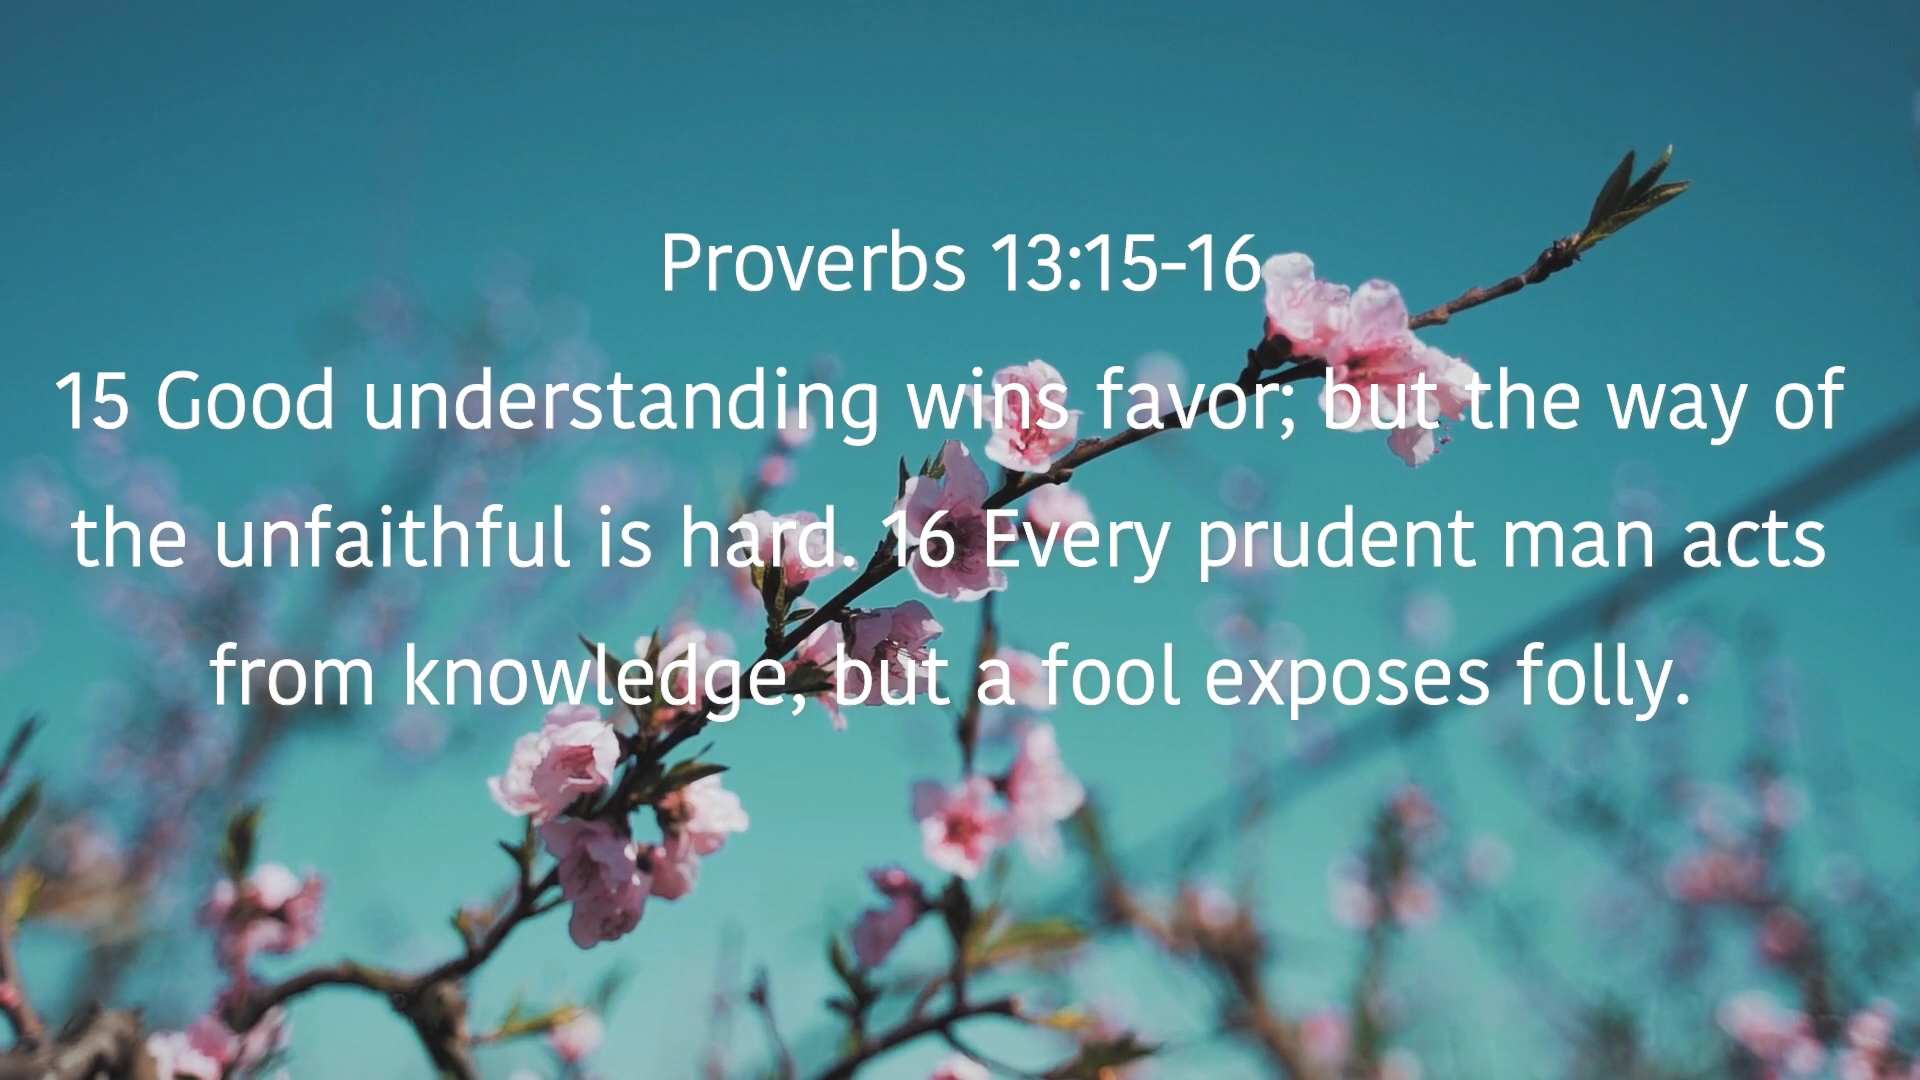 Proverbs 13:15-16
15 Good understanding wins favor; but the way of
the unfaithful is hard. 16 Every prudent man acts
from knowledge, but a fool exposes folly.